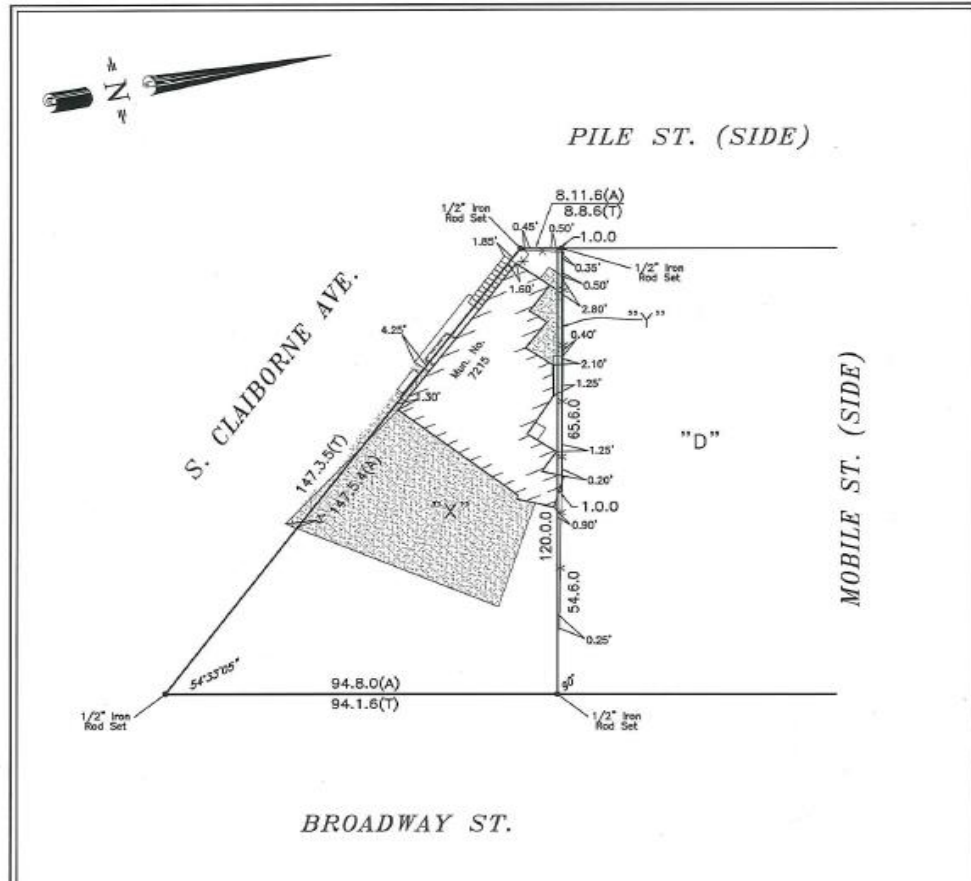 N
PILE ST. (SIDE)
8.11.6(A)
8.8.6(T)
1/2" Iron
Rod Set
0.45'
0.50'
1.0.0
1/2" Iron
Rod Set
1.85'
0.35'
0.50'
1.60'
2.80'
"Y"
0.40'
4.25'
Mun. No.
7215
2.10'
1.25'
S. CLAIBORNE AVE.
1.30'
65.6.0
"D"
MOBILE ST. (SIDE)
147.3.5(T)
147.5.4(A)
1.25'
0.20'
"X"
1.0.0
0.90'
120.0.0
54.6.0
0.25'
54°33'05"
94.8.0(A)
94.1.6(T)
90°
1/2" Iron
Rod Set
1/2" Iron
Rod Set
BROADWAY ST.